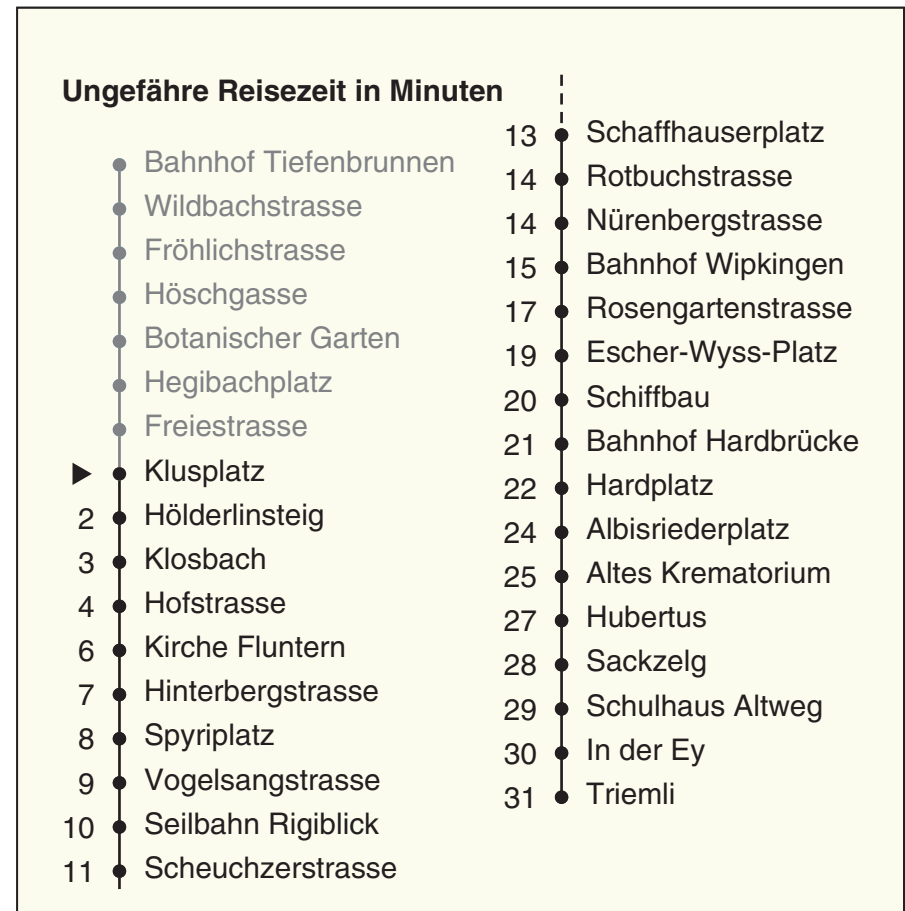 Ungefähre Reisezeit in Minuten
Bahnhof Tiefenbrunnen
Wildbachstrasse
Fröhlichstrasse
Höschgasse
Botanischer Garten
Hegibachplatz
Freiestrasse
Klusplatz
2 Hölderlinsteig
3 Klosbach
4 Hofstrasse
6 Kirche Fluntern
7 Hinterbergstrasse
8 Spyriplatz
9 Vogelsangstrasse
10 Seilbahn Rigiblick
11 Scheuchzerstrasse
13 Schaffhauserplatz
14 Rotbuchstrasse
14 Nürenbergstrasse
15 Bahnhof Wipkingen
17 Rosengartenstrasse
19 Escher-Wyss-Platz
20 Schiffbau
21 Bahnhof Hardbrücke
22 Hardplatz
24 Albisriederplatz
25 Altes Krematorium
27 Hubertus
28 Sackzelg
29 Schulhaus Altweg
30 In der Ey
31 Triemli